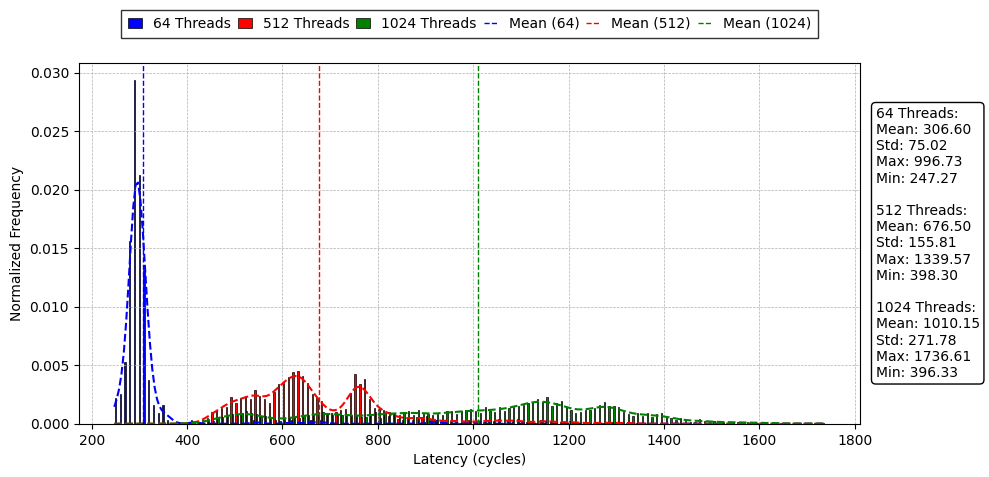 64 Threads 512 Threads 1024 Threads Mean (64) Mean (512) Mean (1024)
0.030
0.025
0.020
0.015
0.010
0.005
0.000
Normalized Frequency
200 400 600 800 1000 1200 1400 1600 1800
Latency (cycles)
64 Threads:
Mean: 306.60
Std: 75.02
Max: 996.73
Min: 247.27
512 Threads:
Mean: 676.50
Std: 155.81
Max: 1339.57
Min: 398.30
1024 Threads:
Mean: 1010.15
Std: 271.78
Max: 1736.61
Min: 396.33